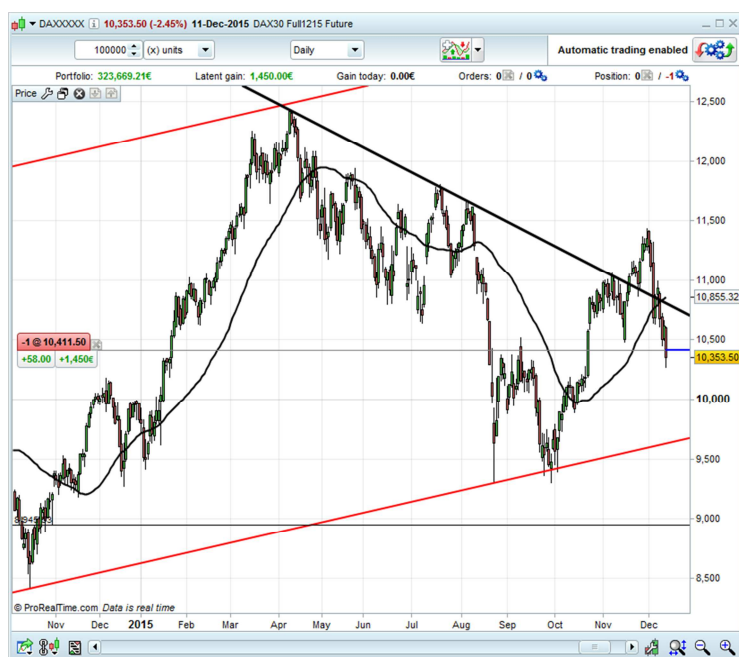 DAXXXXX 10,353.50 (-2.45%) 11-Dec-2015 DAX30 Full1215 Future
100000 (x) units Daily Automatic trading enabled
Portfolio: 323,669.21€ Latent gain: 1,450.00€ Gain today: 0.00€ Orders: 0 / 0 Position: 0 / -1
Price
12,500
12,000
11,500
11,000
10,855.32
10,500
-1 @ 10,411.50
+58.00 +1,450€
10,353.50
10,000
9,500
9,000
8,500
© ProRealTime.com Data is real time
Nov Dec 2015 Feb Mar Apr May Jun Jul Aug Sep Oct Nov Dec